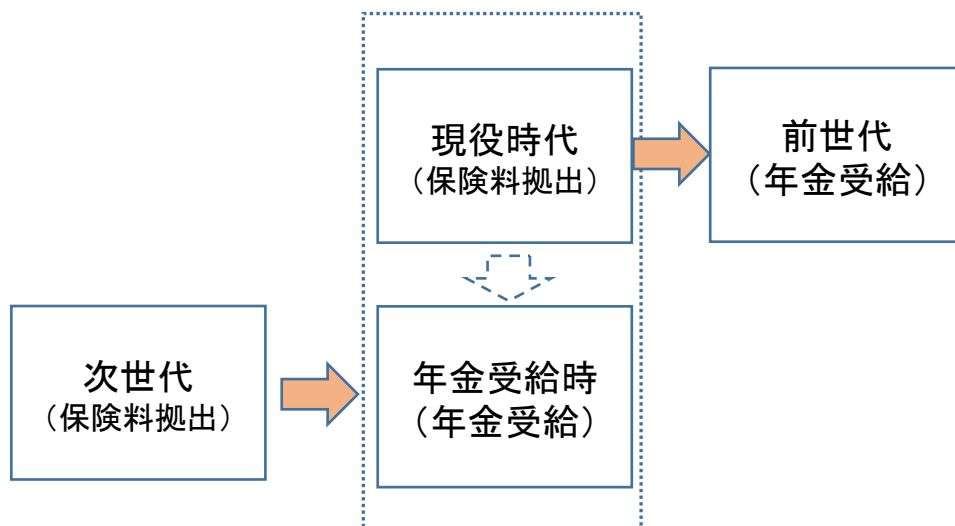 現役時代
（保険料拠出）
前世代
（年金受給）
次世代
（保険料拠出）
年金受給時
（年金受給）